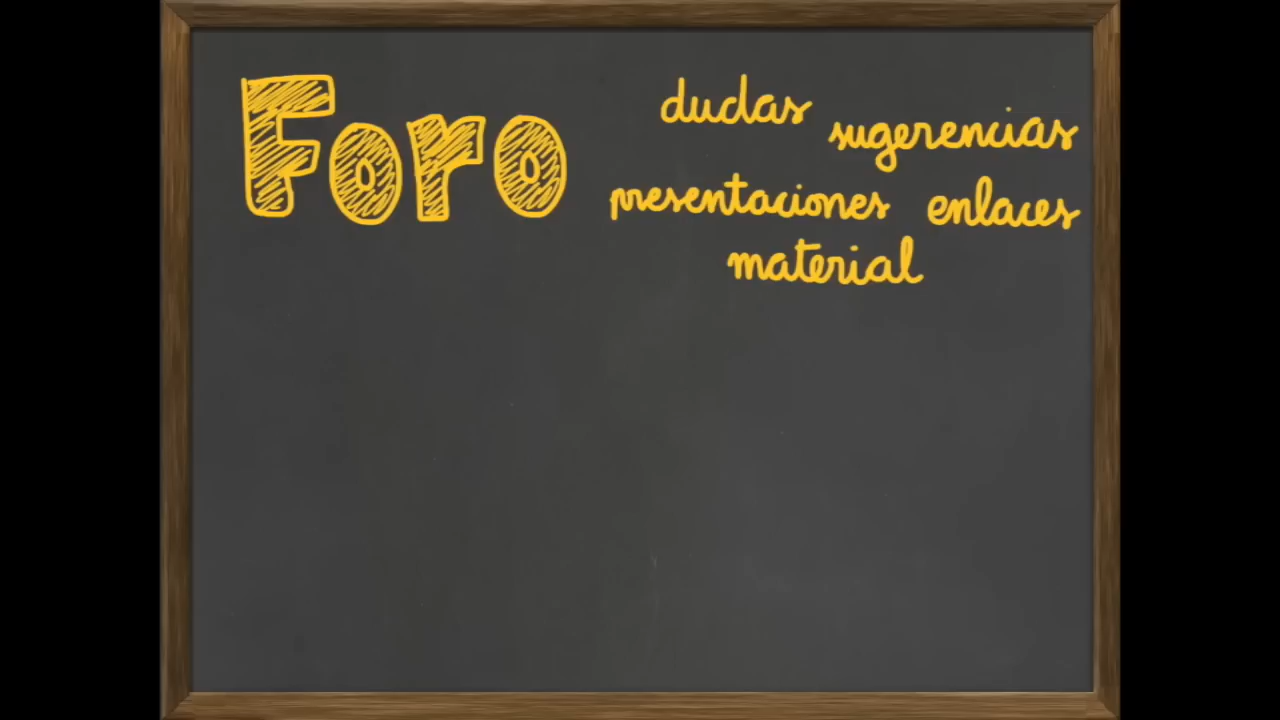 Foro
dudas
sugerencias
presentaciones enlaces
material